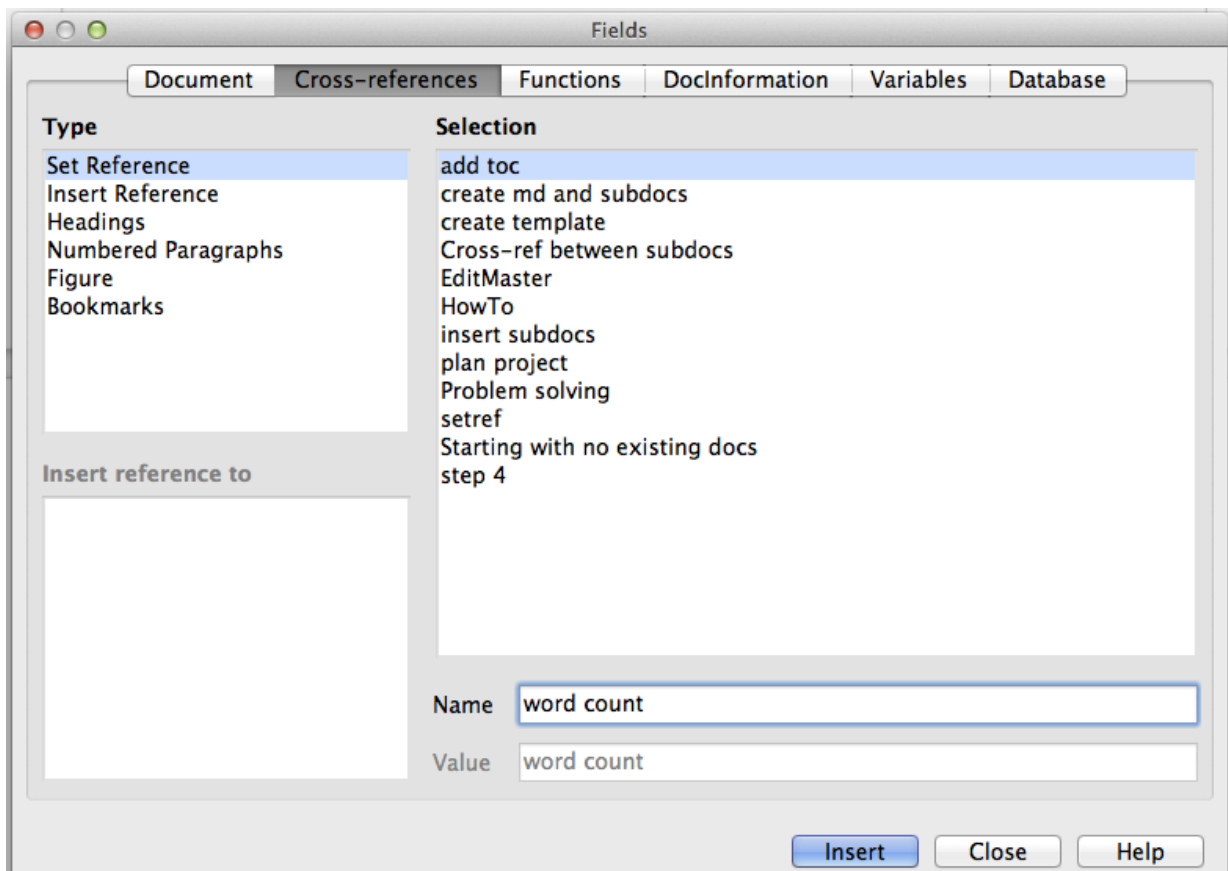 Fields
Document Cross-references Functions DocInformation Variables Database
Type
Set Reference
Insert Reference
Headings
Numbered Paragraphs
Figure
Bookmarks
Insert reference to
Selection
add toc
create md and subdocs
create template
Cross-ref between subdocs
EditMaster
HowTo
insert subdocs
plan project
Problem solving
setref
Starting with no existing docs
step 4
Name word count
Value word count
Insert Close Help